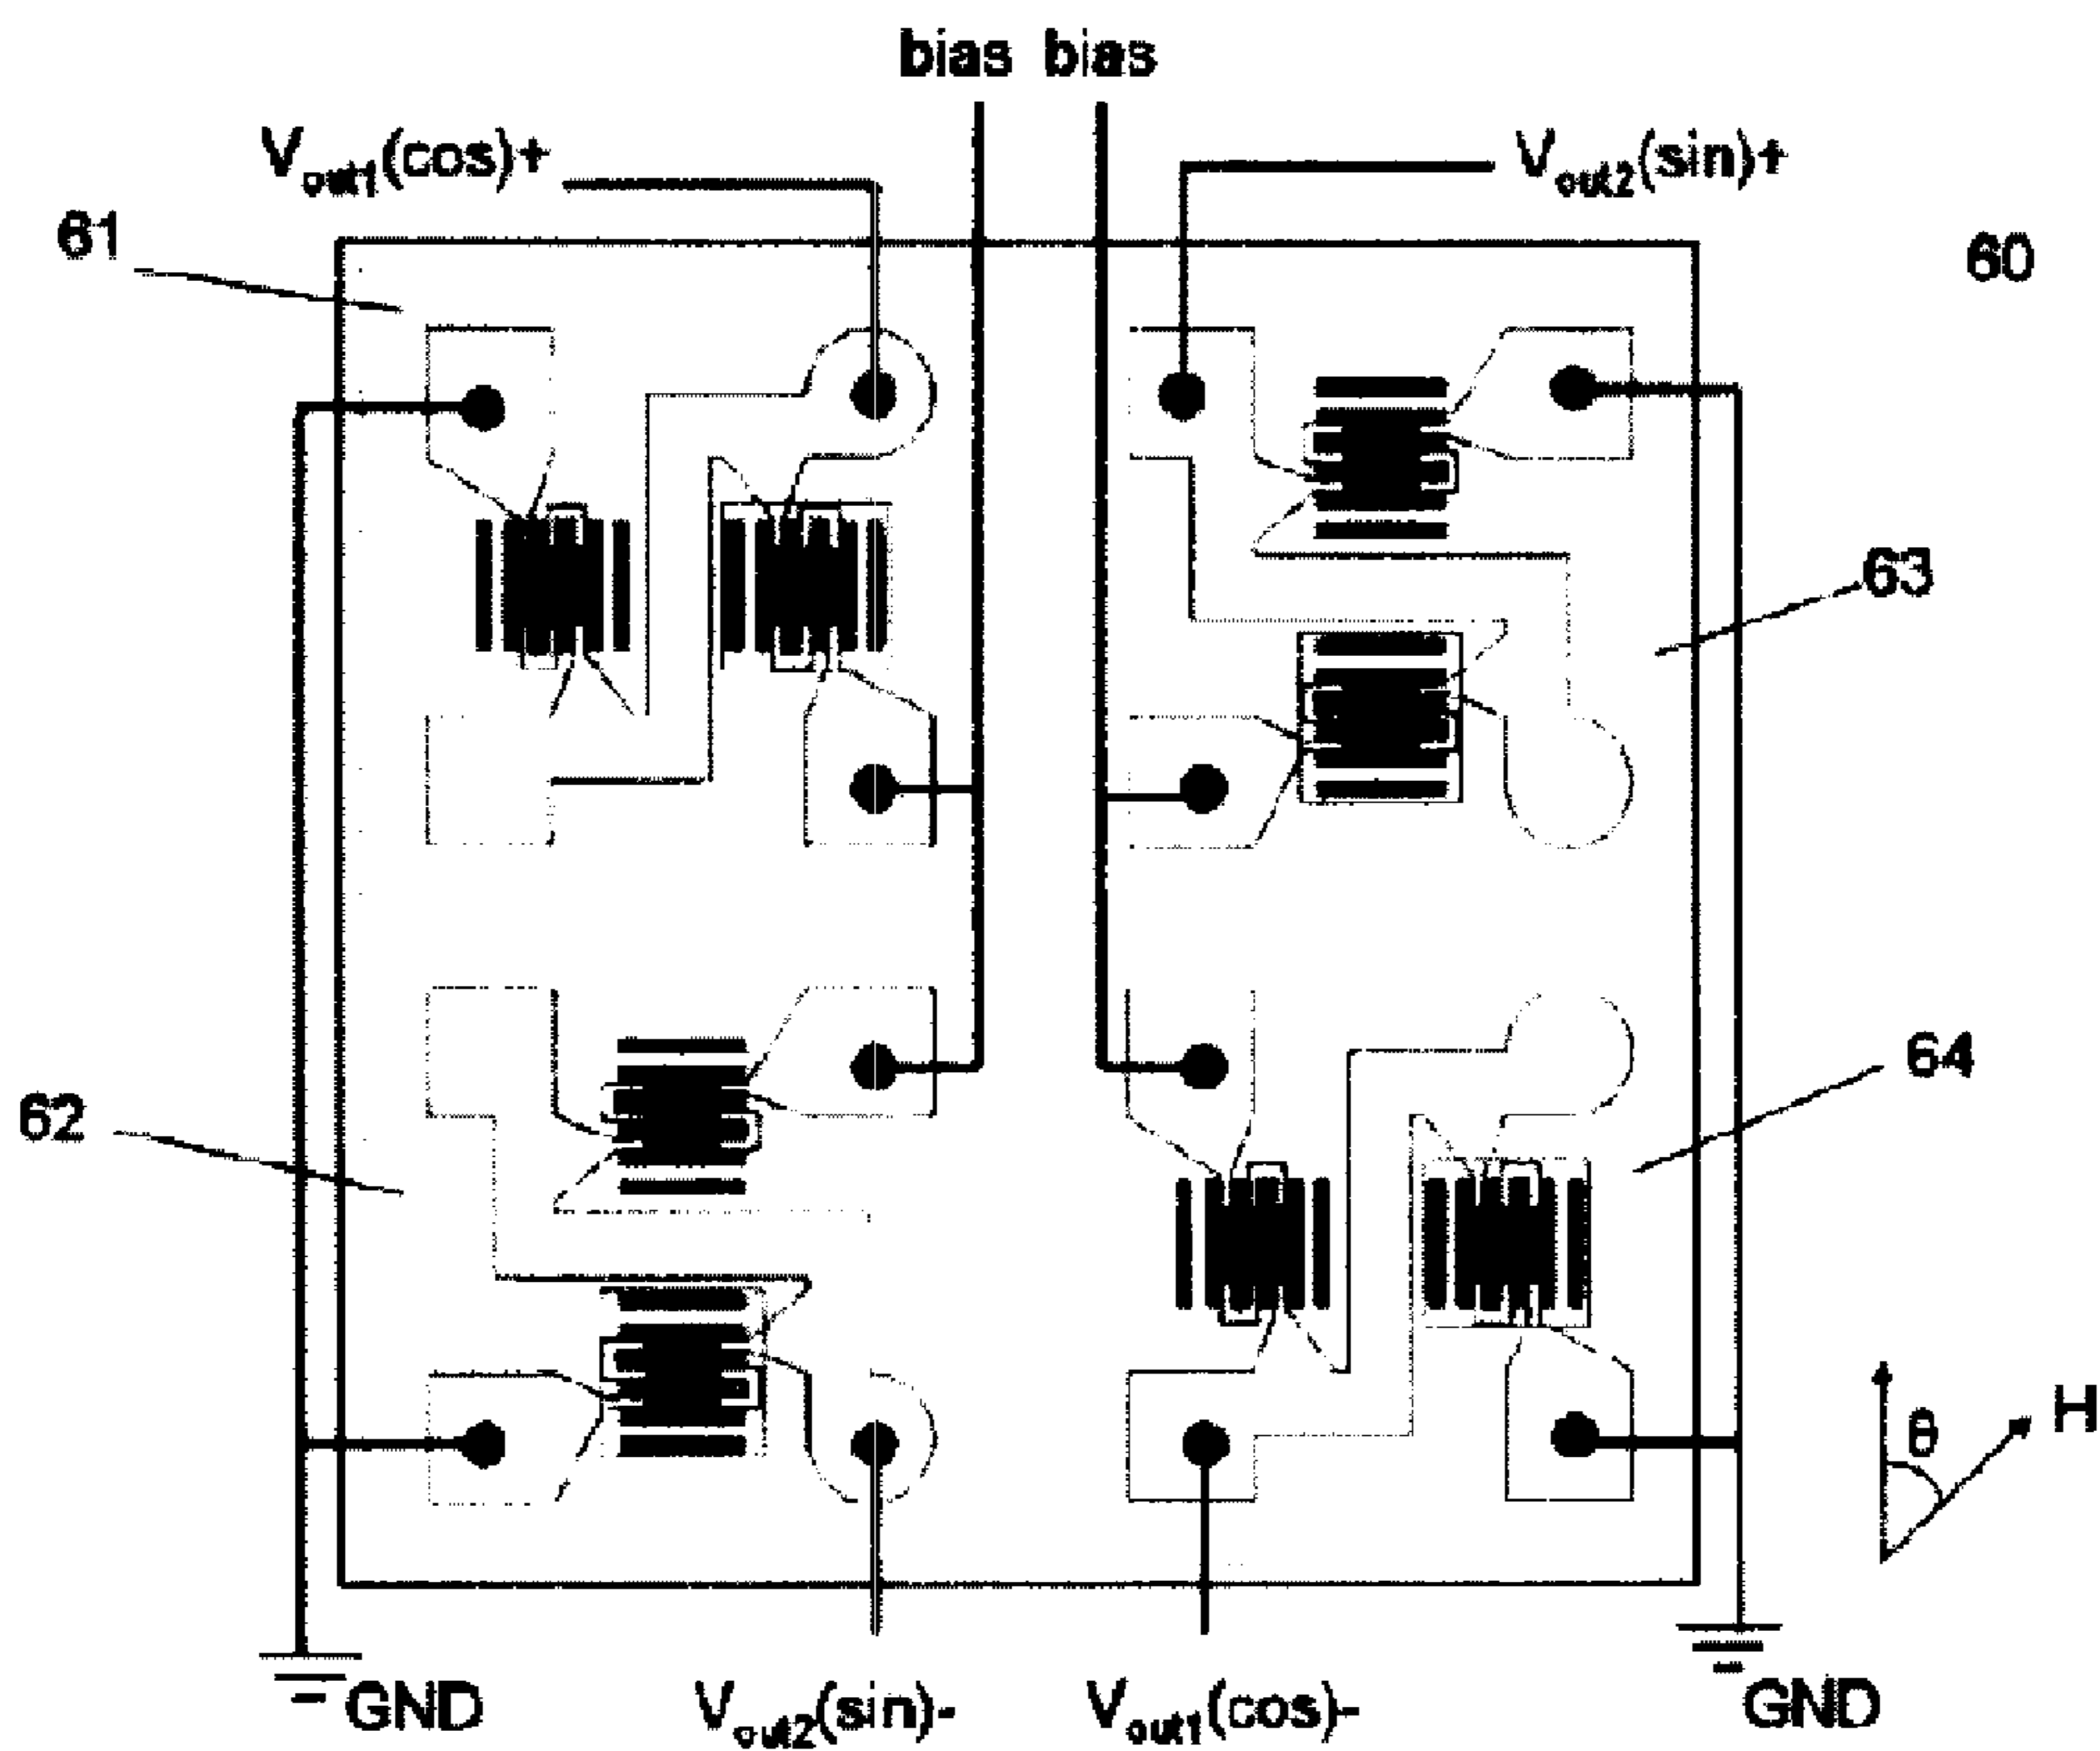 bias bias
Vout1(cos)+
Vout2(sin)+
61
60
63
64
62
θ
H
GND
Vout2(sin)-
Vout1(cos)-
GND